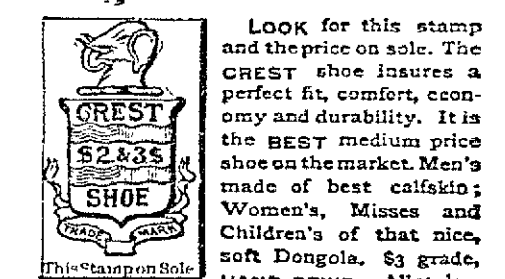 CREST
$2&3$
SHOE
TRADE MARK
This Stamp on Sole
LOOK for this stamp
and the price on sole. The
CREST shoe insures a
perfect fit, comfort, econ-
omy and durability. It is
the BEST medium price
shoe on the market. Men's
made of best calfskin;
Women's, Misses and
Children's of that nice,
soft Dongola, $3 grade,